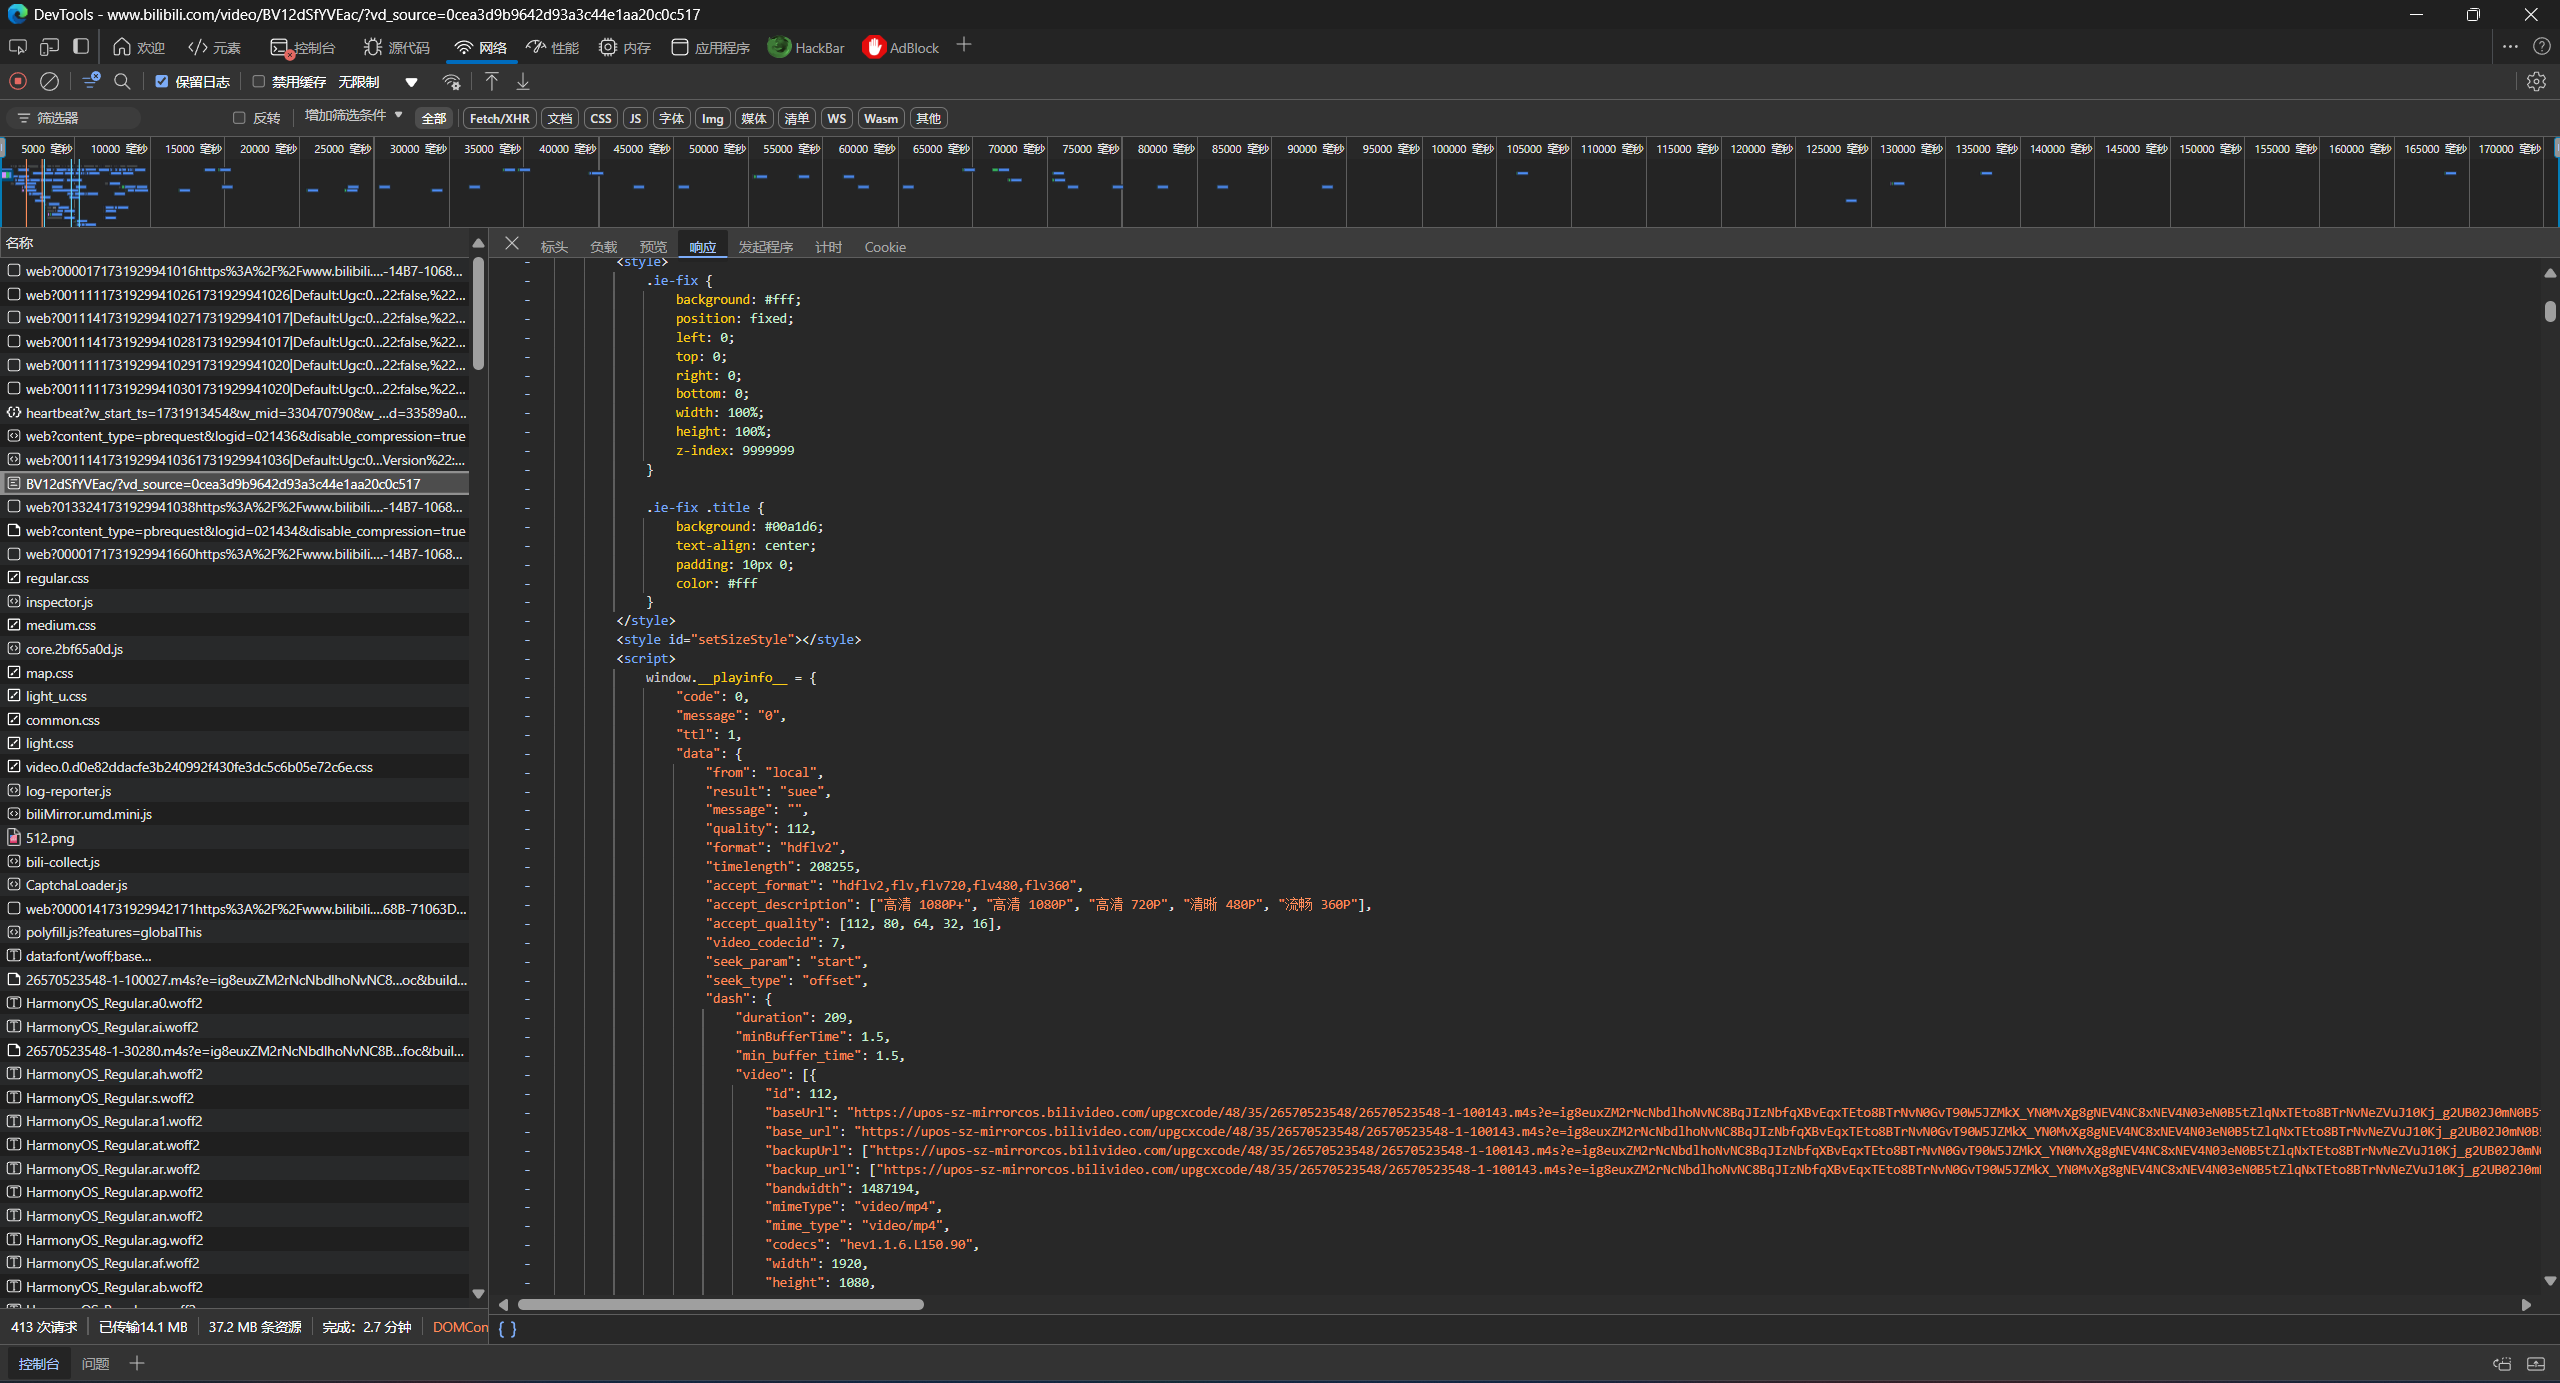 DevTools - www.bilibili.com/video/BV12dSfYVEac/?vd_source=0cea3d9b9642d93a3c44e1aa20c0c517
欢迎 元素 控制台 源代码 网络 性能 内存 应用程序 HackBar AdBlock
保留日志 禁用缓存 无限制
筛选器 反转 增加筛选条件 全部 Fetch/XHR 文档 CSS JS 字体 Img 媒体 清单 WS Wasm 其他
5000 毫秒 10000 毫秒 15000 毫秒 20000 毫秒 25000 毫秒 30000 毫秒 35000 毫秒 40000 毫秒 45000 毫秒 50000 毫秒 55000 毫秒 60000 毫秒 65000 毫秒 70000 毫秒 75000 毫秒 80000 毫秒 85000 毫秒 90000 毫秒 95000 毫秒 100000 毫秒 105000 毫秒 110000 毫秒 115000 毫秒 120000 毫秒 125000 毫秒 130000 毫秒 135000 毫秒 140000 毫秒 145000 毫秒 150000 毫秒 155000 毫秒 160000 毫秒 165000 毫秒 170000 毫秒
名称
web?0000171731929941016https%3A%2F%2Fwww.bilibili....-14B7-1068...
web?00111117319299410261731929941026|Default:Ugc:0...22:false,%22...
web?00111417319299410271731929941017|Default:Ugc:0...22:false,%22...
web?00111417319299410281731929941017|Default:Ugc:0...22:false,%22...
web?00111117319299410291731929941020|Default:Ugc:0...22:false,%22...
web?00111117319299410301731929941020|Default:Ugc:0...22:false,%22...
heartbeat?w_start_ts=1731913454&w_mid=330470790&w_...d=33589a0...
web?content_type=pbrequest&logid=021436&disable_compression=true
web?00111417319299410361731929941036|Default:Ugc:0...Version%22:...
BV12dSfYVEac/?vd_source=0cea3d9b9642d93a3c44e1aa20c0c517
web?0133241731929941038https%3A%2F%2Fwww.bilibili....-14B7-1068...
web?content_type=pbrequest&logid=021434&disable_compression=true
web?0000171731929941660https%3A%2F%2Fwww.bilibili....-14B7-1068...
regular.css
inspector.js
medium.css
core.2bf65a0d.js
map.css
light_u.css
common.css
light.css
video.0.d0e82ddacfe3b240992f430fe3dc5c6b05e72c6e.css
log-reporter.js
biliMirror.umd.mini.js
512.png
bili-collect.js
CaptchaLoader.js
web?0000141731929942171https%3A%2F%2Fwww.bilibili....68B-71063D...
polyfill.js?features=globalThis
data:font/woff;base...
26570523548-1-100027.m4s?e=ig8euxZM2rNcNbdlhoNvNC8...oc&build...
HarmonyOS_Regular.a0.woff2
HarmonyOS_Regular.ai.woff2
26570523548-1-30280.m4s?e=ig8euxZM2rNcNbdlhoNvNC8B...foc&buil...
HarmonyOS_Regular.ah.woff2
HarmonyOS_Regular.s.woff2
HarmonyOS_Regular.a1.woff2
HarmonyOS_Regular.at.woff2
HarmonyOS_Regular.ar.woff2
HarmonyOS_Regular.ap.woff2
HarmonyOS_Regular.an.woff2
HarmonyOS_Regular.ag.woff2
HarmonyOS_Regular.af.woff2
HarmonyOS_Regular.ab.woff2
413 次请求 已传输14.1 MB 37.2 MB 条资源 完成: 2.7 分钟 DOMCon
标头 负载 预览 响应 发起程序 计时 Cookie
<style>
.ie-fix {
background: #fff;
position: fixed;
left: 0;
top: 0;
right: 0;
bottom: 0;
width: 100%;
height: 100%;
z-index: 9999999
}
.ie-fix .title {
background: #00a1d6;
text-align: center;
padding: 10px 0;
color: #fff
}
</style>
<style id="setSizeStyle"></style>
<script>
window.__playinfo__ = {
"code": 0,
"message": "0",
"ttl": 1,
"data": {
"from": "local",
"result": "suee",
"message": "",
"quality": 112,
"format": "hdflv2",
"timelength": 208255,
"accept_format": "hdflv2,flv,flv720,flv480,flv360",
"accept_description": ["高清 1080P+", "高清 1080P", "高清 720P", "清晰 480P", "流畅 360P"],
"accept_quality": [112, 80, 64, 32, 16],
"video_codecid": 7,
"seek_param": "start",
"seek_type": "offset",
"dash": {
"duration": 209,
"minBufferTime": 1.5,
"min_buffer_time": 1.5,
"video": [{
"id": 112,
"baseUrl": "https://upos-sz-mirrorcos.bilivideo.com/upgcxcode/48/35/26570523548/26570523548-1-100143.m4s?e=ig8euxZM2rNcNbdlhoNvNC8BqJIzNbfqXBvEqxTEto8BTrNvN0GvT90W5JZMkX_YN0MvXg8gNEV4NC8xNEV4N03eN0B5tZlqNxTEto8BTrNvNeZVuJ10Kj_g2UB02J0mN0B5
"base_url": "https://upos-sz-mirrorcos.bilivideo.com/upgcxcode/48/35/26570523548/26570523548-1-100143.m4s?e=ig8euxZM2rNcNbdlhoNvNC8BqJIzNbfqXBvEqxTEto8BTrNvN0GvT90W5JZMkX_YN0MvXg8gNEV4NC8xNEV4N03eN0B5tZlqNxTEto8BTrNvNeZVuJ10Kj_g2UB02J0mN0B
"backupUrl": ["https://upos-sz-mirrorcos.bilivideo.com/upgcxcode/48/35/26570523548/26570523548-1-100143.m4s?e=ig8euxZM2rNcNbdlhoNvNC8BqJIzNbfqXBvEqxTEto8BTrNvN0GvT90W5JZMkX_YN0MvXg8gNEV4NC8xNEV4N03eN0B5tZlqNxTEto8BTrNvNeZVuJ10Kj_g2UB02J0mN
"backup_url": ["https://upos-sz-mirrorcos.bilivideo.com/upgcxcode/48/35/26570523548/26570523548-1-100143.m4s?e=ig8euxZM2rNcNbdlhoNvNC8BqJIzNbfqXBvEqxTEto8BTrNvN0GvT90W5JZMkX_YN0MvXg8gNEV4NC8xNEV4N03eN0B5tZlqNxTEto8BTrNvNeZVuJ10Kj_g2UB02J0m
"bandwidth": 1487194,
"mimeType": "video/mp4",
"mime_type": "video/mp4",
"codecs": "hev1.1.6.L150.90",
"width": 1920,
"height": 1080,
{ }
控制台 问题